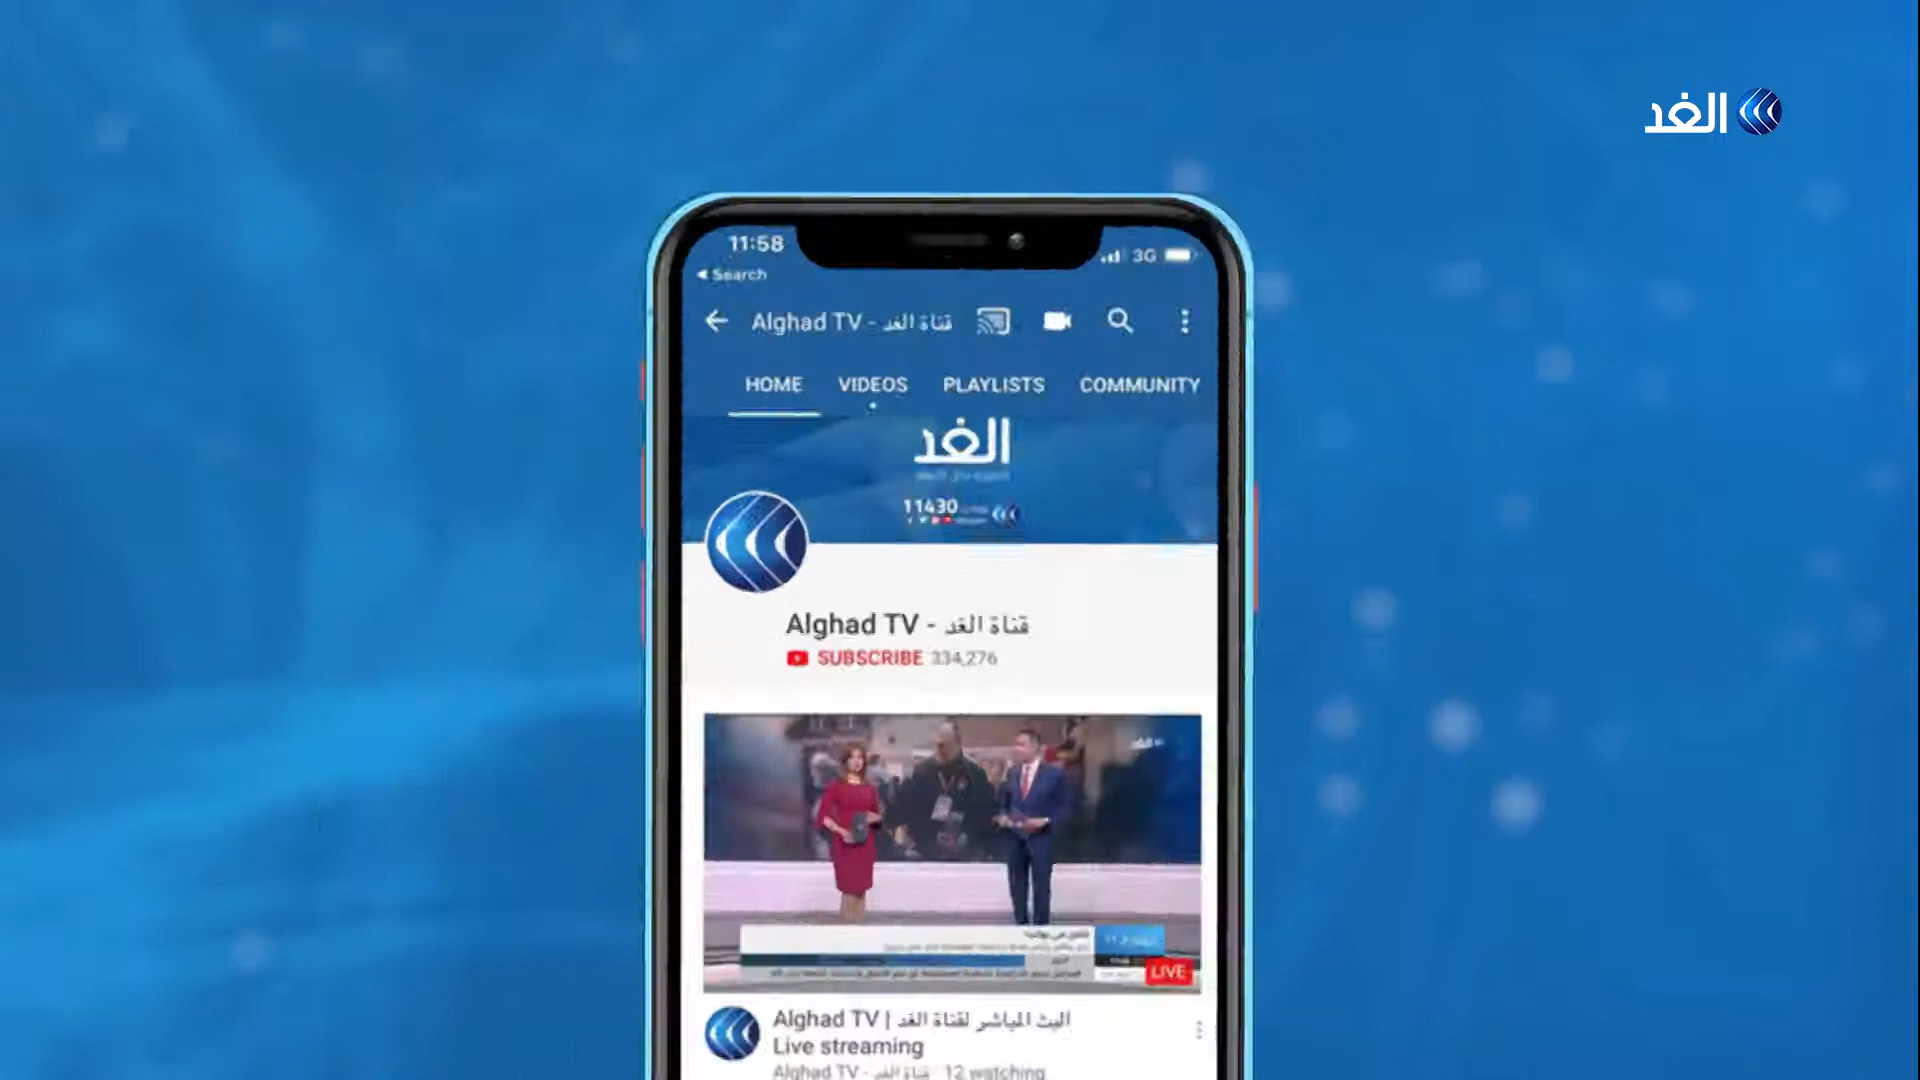 الغد
11:58
3G
Search
Alghad TV - قناة الغد
HOME VIDEOS PLAYLISTS COMMUNITY
الغد
11430
Alghad TV - قناة الغد
SUBSCRIBE 334,276
الغد
LIVE
Alghad TV | البث المباشر لقناة الغد
Live streaming
Alghad TV - قناة الغد 12 watching